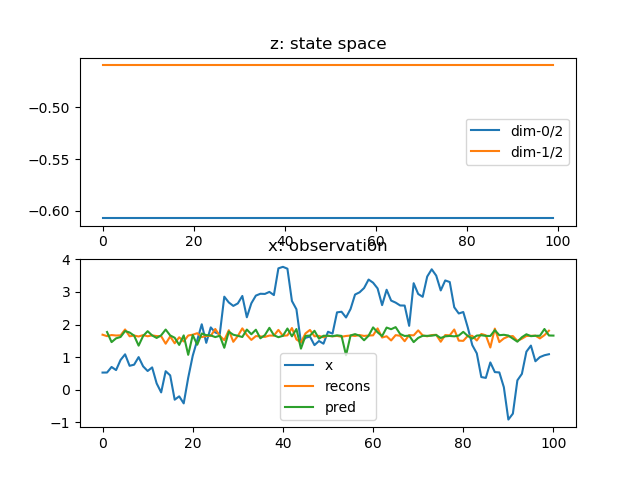 z: state space
−0.50
−0.55
−0.60
dim-0/2
dim-1/2
0 20 40 60 80 100
x: observation
4
3
2
1
0
−1
x
recons
pred
0 20 40 60 80 100